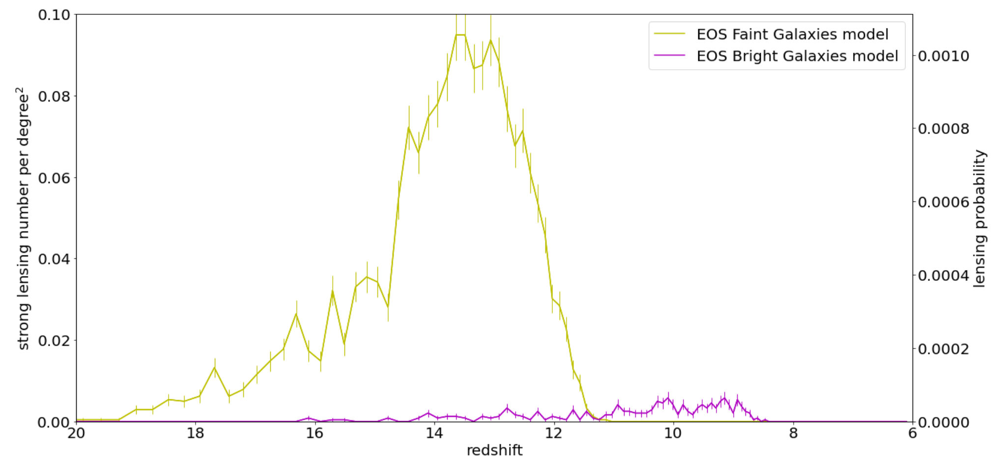 EOS Faint Galaxies model
EOS Bright Galaxies model
strong lensing number per degree²
0.10
0.08
0.06
0.04
0.02
0.00
0.0010
0.0008
0.0006
0.0004
0.0002
0.0000
lensing probability
20 18 16 14 12 10 8 6
redshift